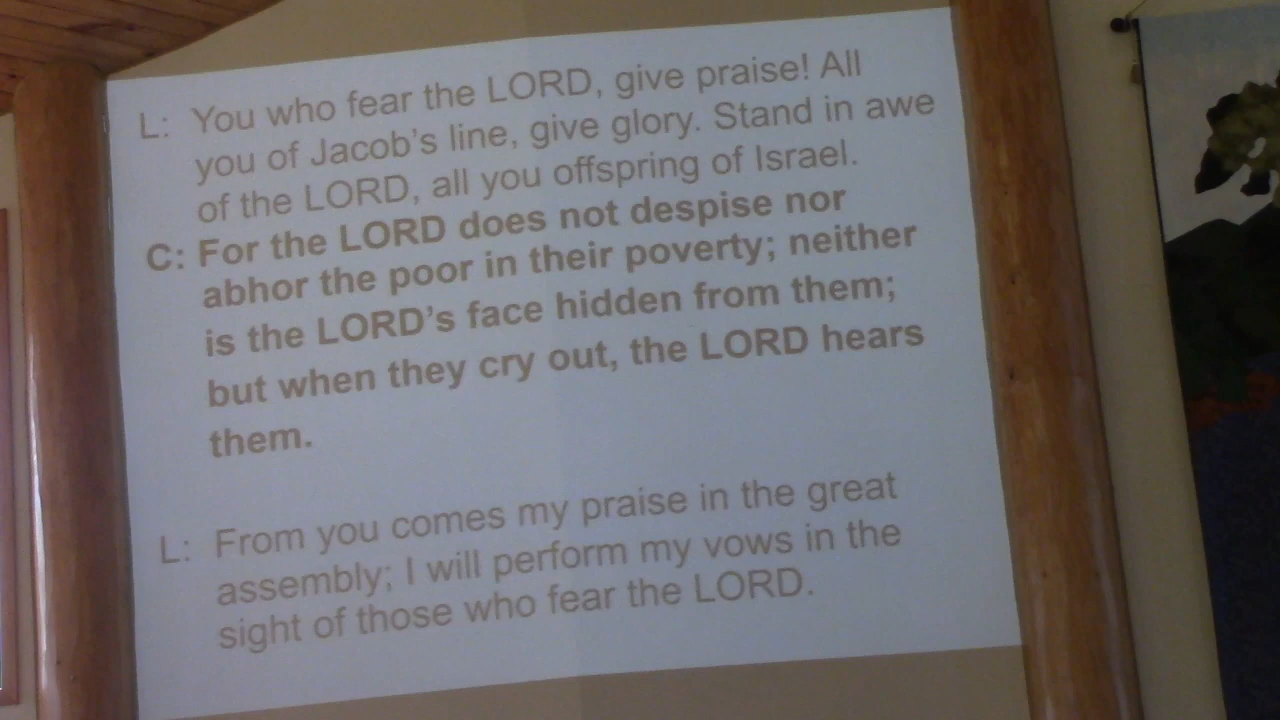 L: You who fear the LORD, give praise! All
you of Jacob's line, give glory. Stand in awe
of the LORD, all you offspring of Israel.
C: For the LORD does not despise nor
abhor the poor in their poverty; neither
is the LORD's face hidden from them;
but when they cry out, the LORD hears
them.
L: From you comes my praise in the great
assembly; I will perform my vows in the
sight of those who fear the LORD.